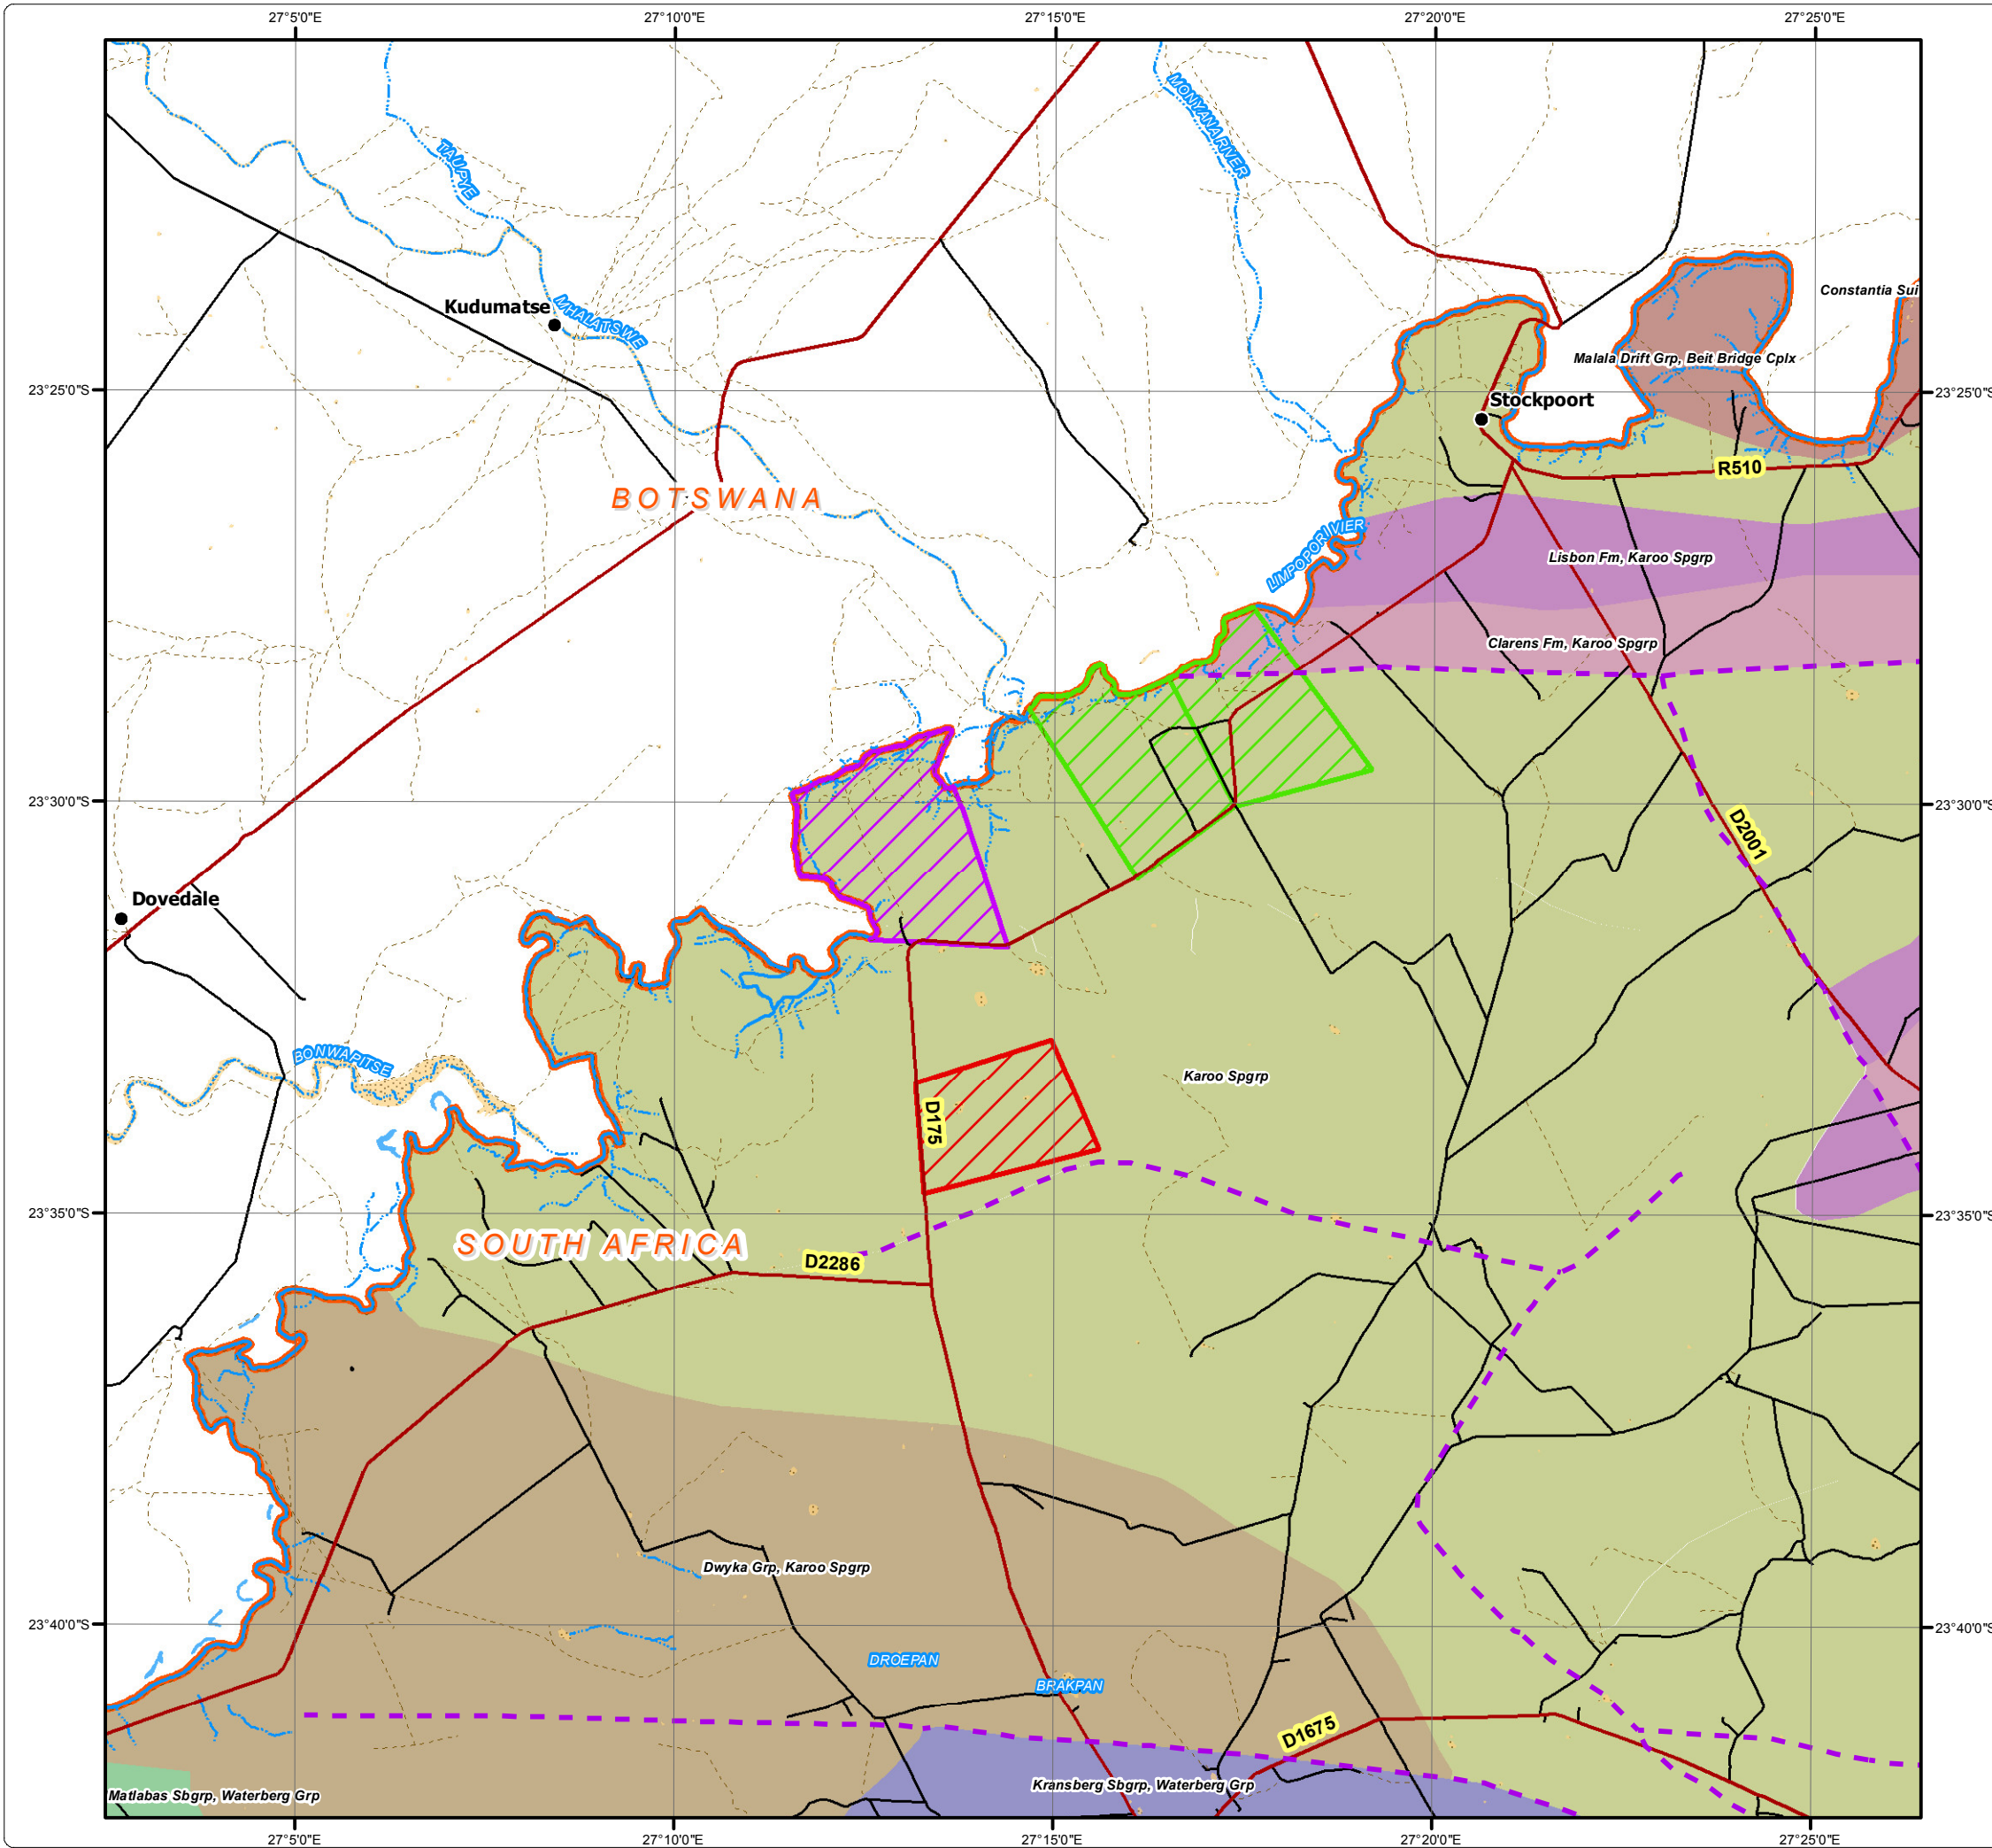 27°5'0"E 27°10'0"E 27°15'0"E 27°20'0"E 27°25'0"E
MONYANA RIVER
TAUPYE
Constantia Sui
Kudumatse
MHALATSWE
Malala Drift Grp, Beit Bridge Cplx
23°25'0"S 23°25'0"S
Stockpoort
R510
BOTSWANA
LIMPOPORIVIER
Lisbon Fm, Karoo Spgrp
Clarens Fm, Karoo Spgrp
23°30'0"S 23°30'0"S
D2001
Dovedale
BONWAPITSE
Karoo Spgrp
D175
23°35'0"S 23°35'0"S
SOUTH AFRICA
D2286
Dwyka Grp, Karoo Spgrp
23°40'0"S 23°40'0"S
DROEPAN
BRAKPAN
D1675
Matlabas Sbgrp, Waterberg Grp
Kransberg Sbgrp, Waterberg Grp
27°5'0"E 27°10'0"E 27°15'0"E 27°20'0"E 27°25'0"E